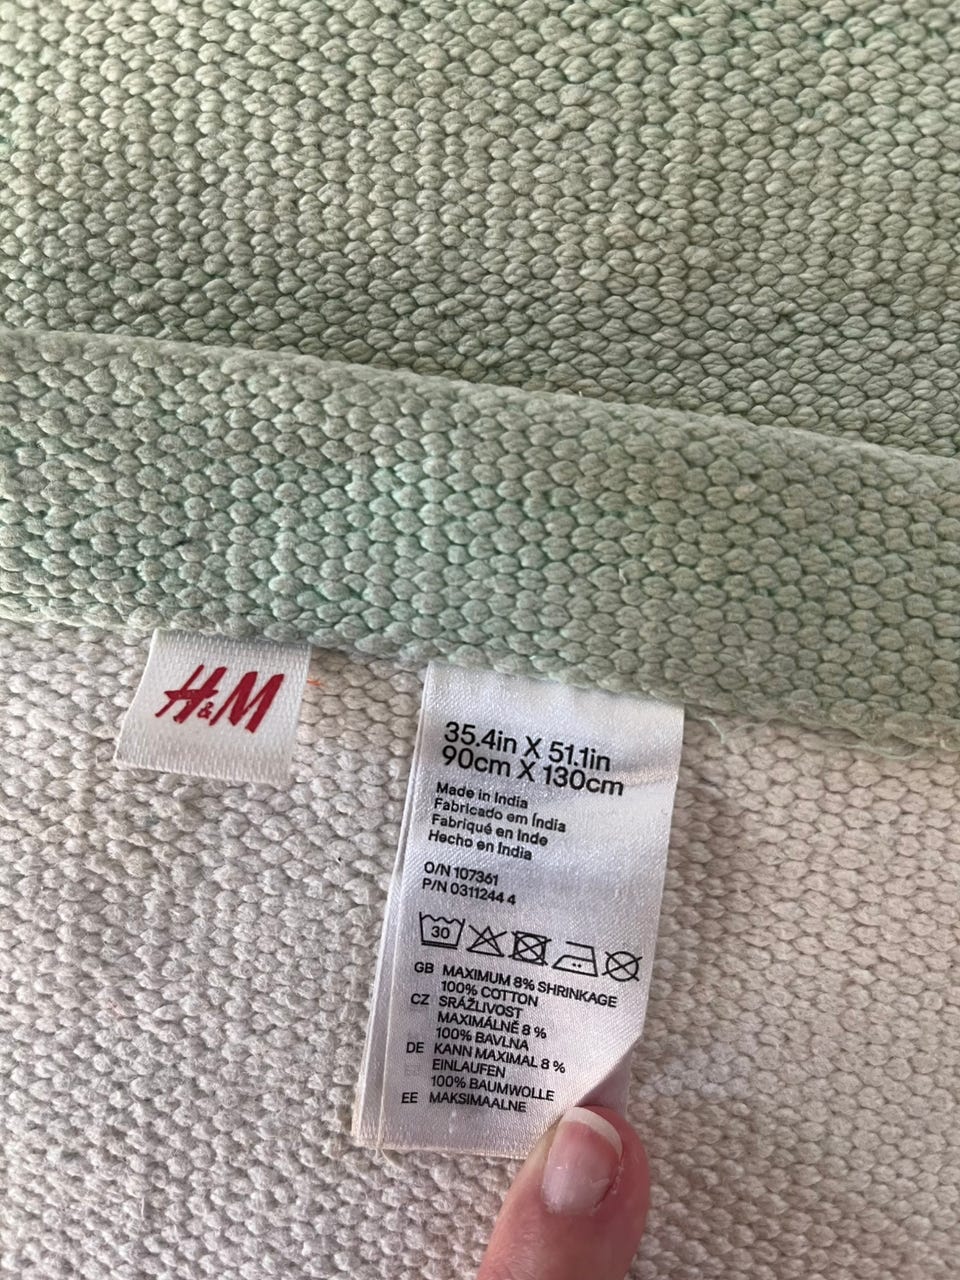 H&M
35.4in X 51.1in
90cm X 130cm
Made in India
Fabricado em Índia
Fabriqué en Inde
Hecho en India
O/N 107361
P/N 0311244 4
30
GB MAXIMUM 8% SHRINKAGE
100% COTTON
CZ SRÁŽLIVOST
MAXIMÁLNĚ 8 %
100% BAVLNA
DE KANN MAXIMAL 8 %
EINLAUFEN
100% BAUMWOLLE
EE MAKSIMAALNE